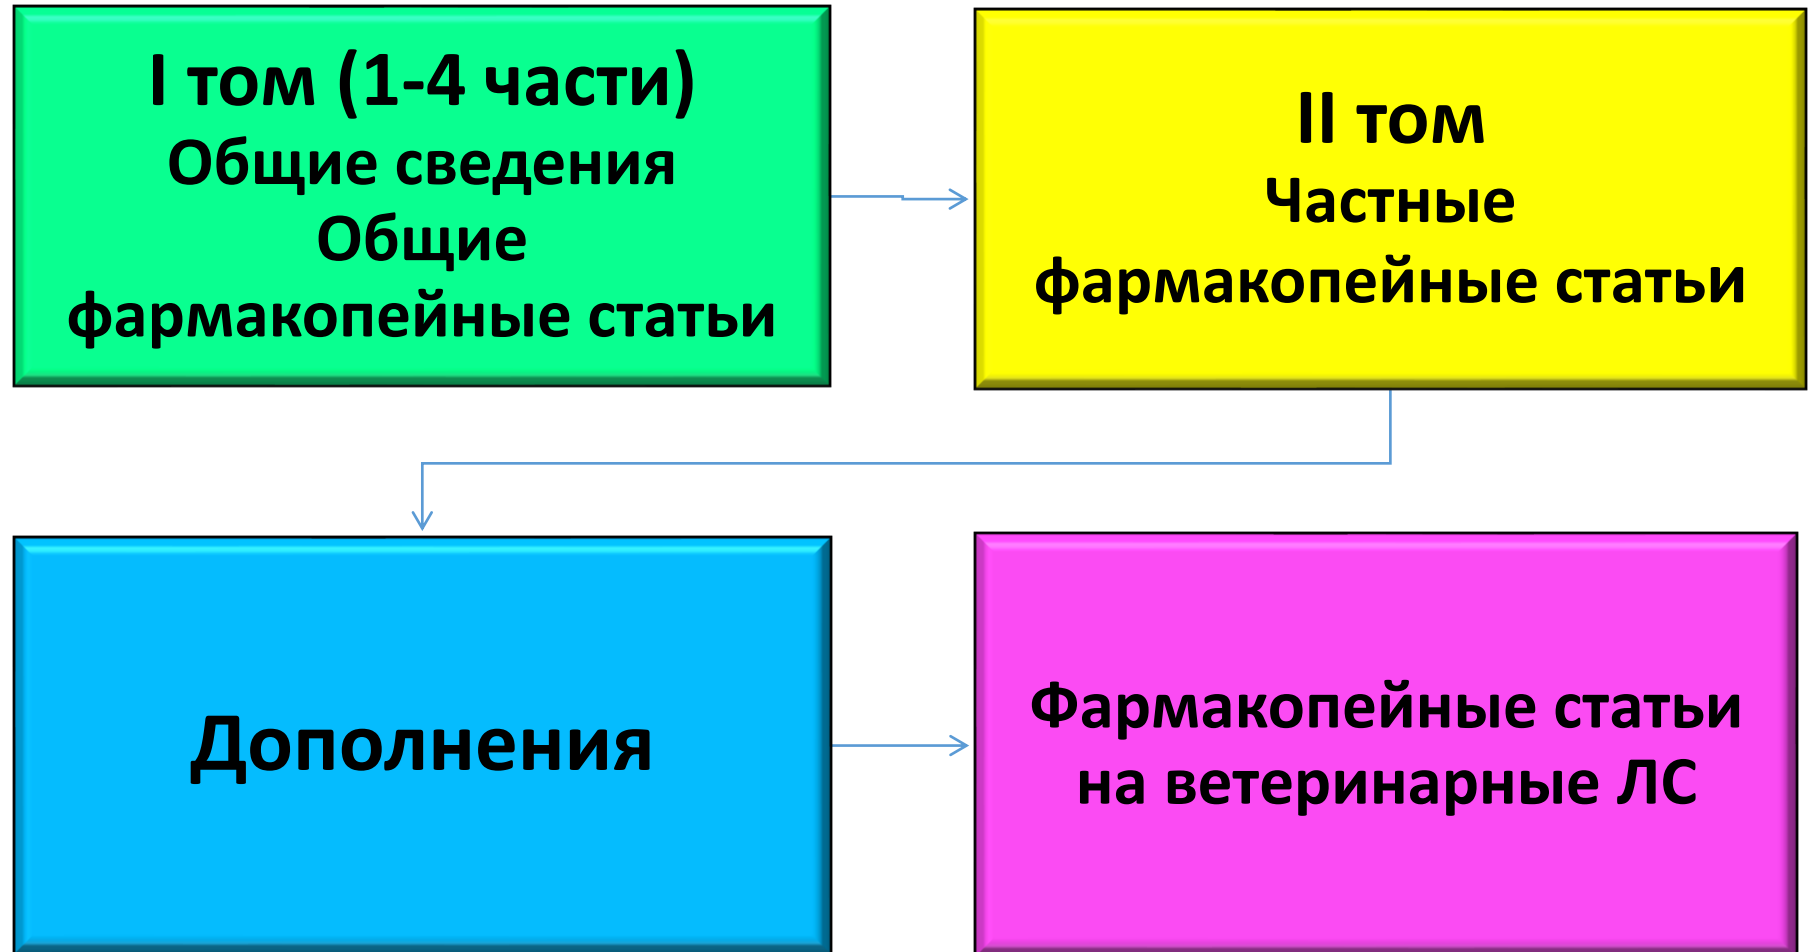 I том (1-4 части)
Общие сведения
Общие
фармакопейные статьи
II том
Частные
фармакопейные статьи
Дополнения
Фармакопейные статьи
на ветеринарные ЛС